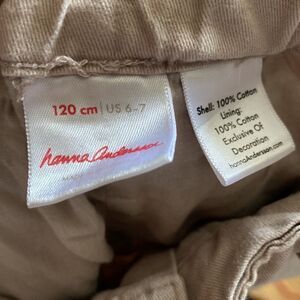 120 cm | US 6-7
hanna Andersson
Shell: 100% Cotton
Lining:
100% Cotton
Exclusive Of
Decoration
hannaAndersson.com